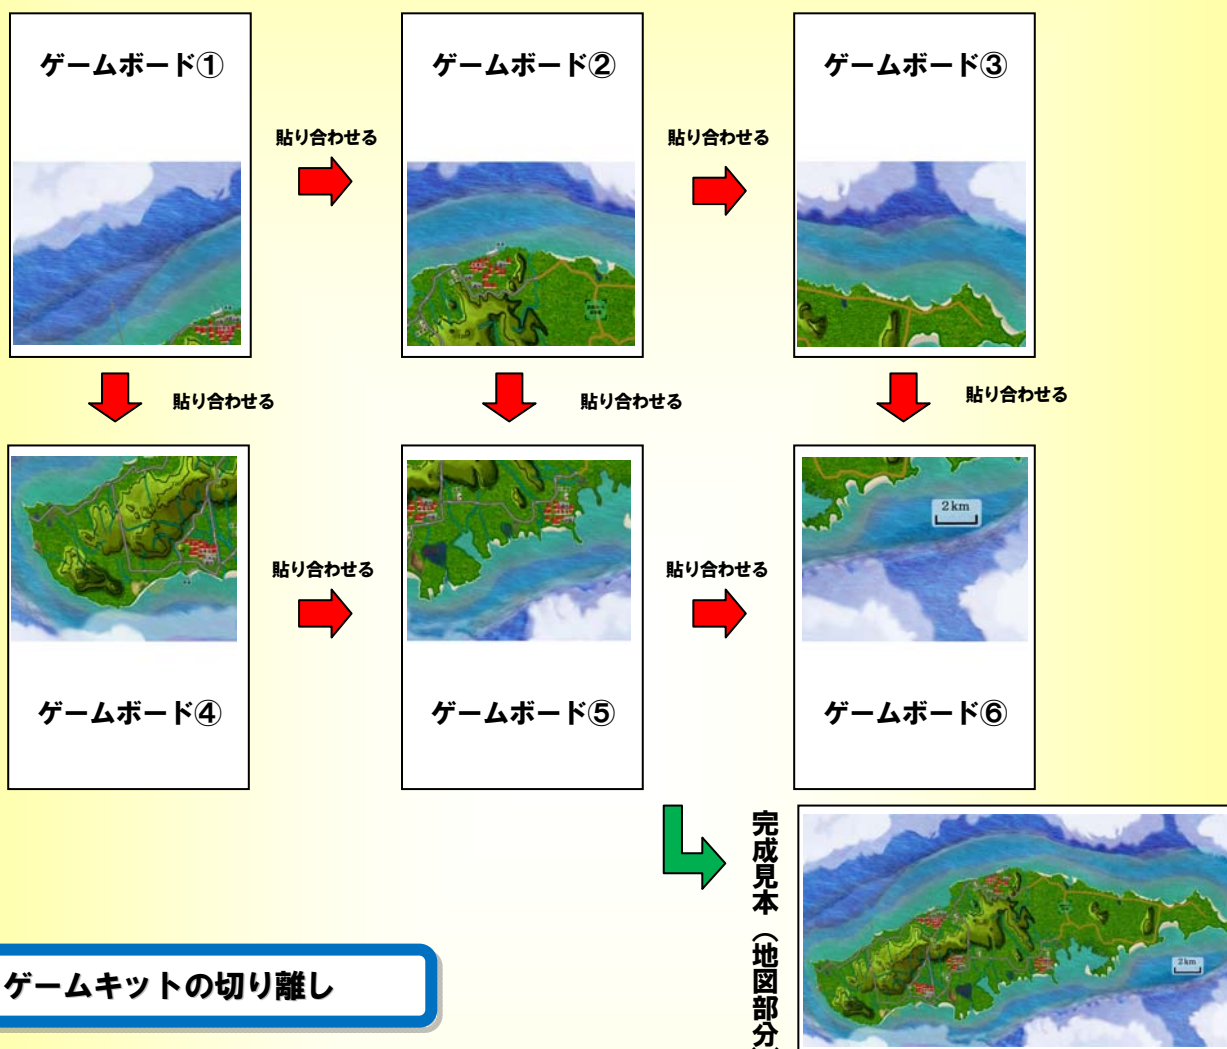 ゲームボード①
ゲームボード②
ゲームボード③
貼り合わせる
貼り合わせる
貼り合わせる
貼り合わせる
貼り合わせる
2km
貼り合わせる
貼り合わせる
ゲームボード④
ゲームボード⑤
ゲームボード⑥
完成見本(地図部分)
2km
ゲームキットの切り離し